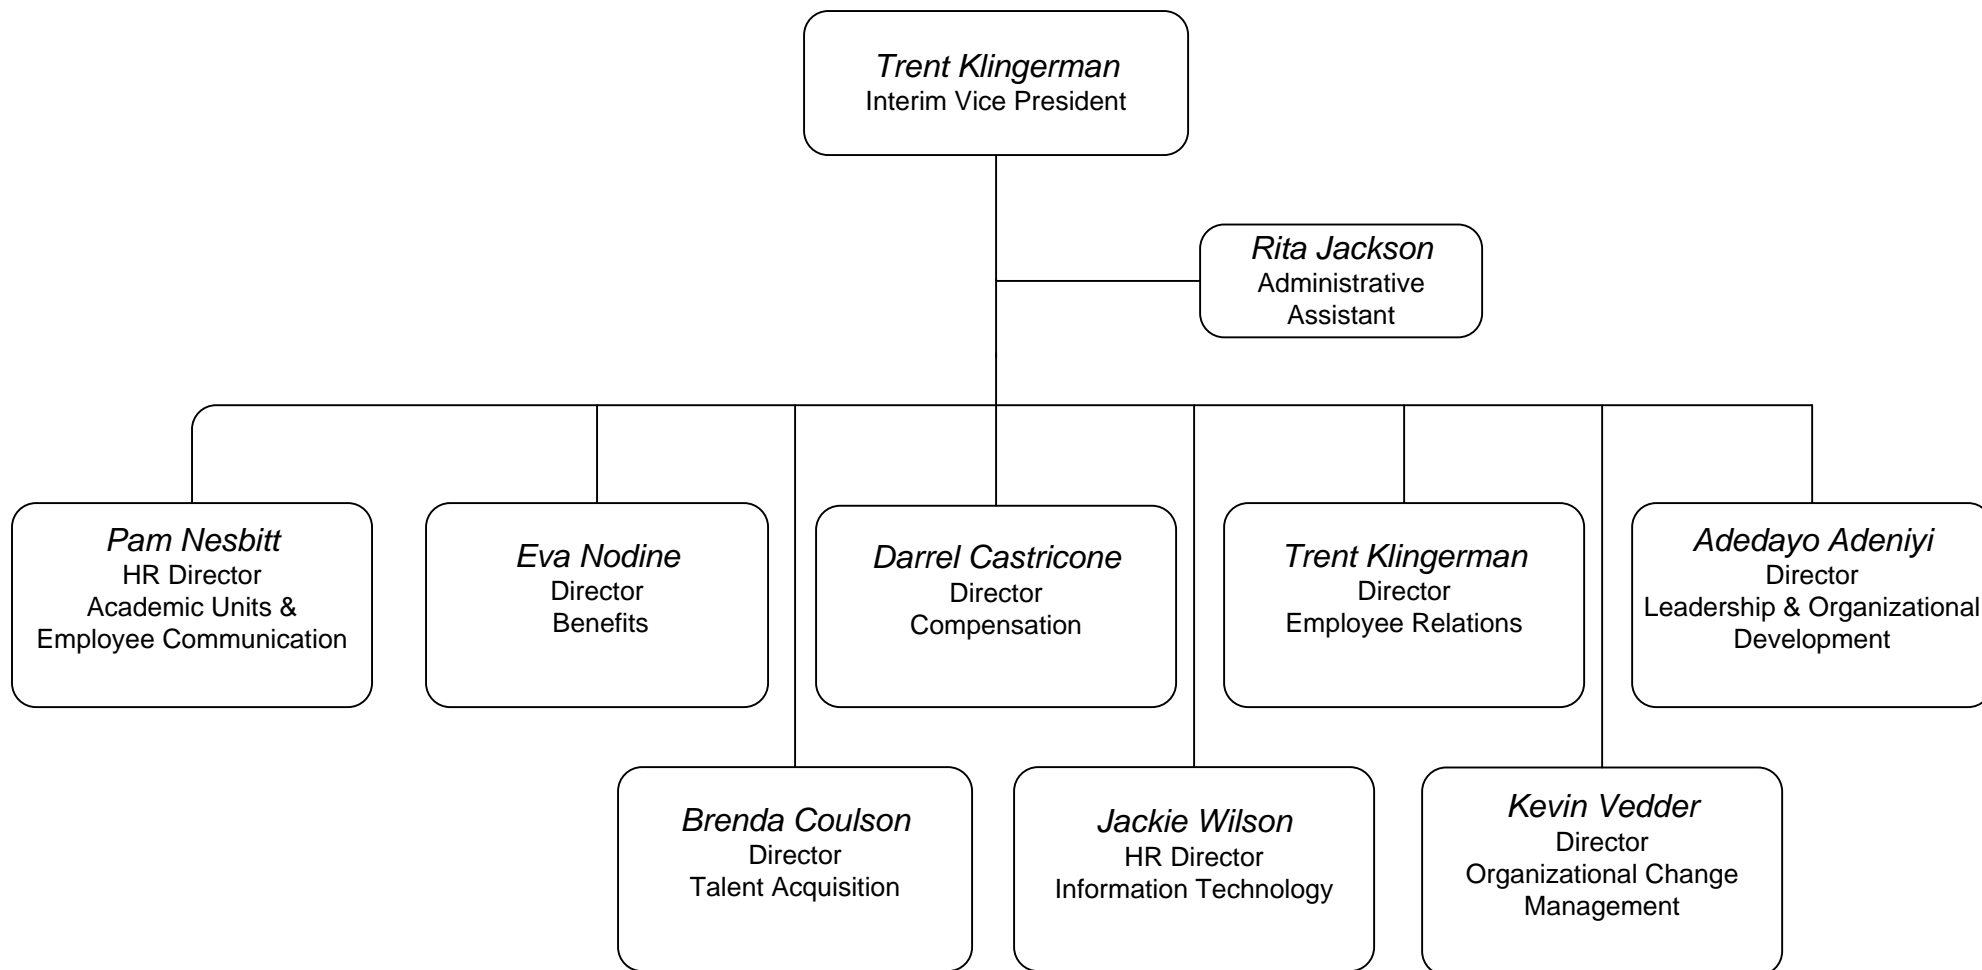 Trent Klingerman
Interim Vice President
Rita Jackson
Administrative
Assistant
Pam Nesbitt
HR Director
Academic Units &
Employee Communication
Eva Nodine
Director
Benefits
Darrel Castricone
Director
Compensation
Trent Klingerman
Director
Employee Relations
Adedayo Adeniyi
Director
Leadership & Organizational
Development
Brenda Coulson
Director
Talent Acquisition
Jackie Wilson
HR Director
Information Technology
Kevin Vedder
Director
Organizational Change
Management